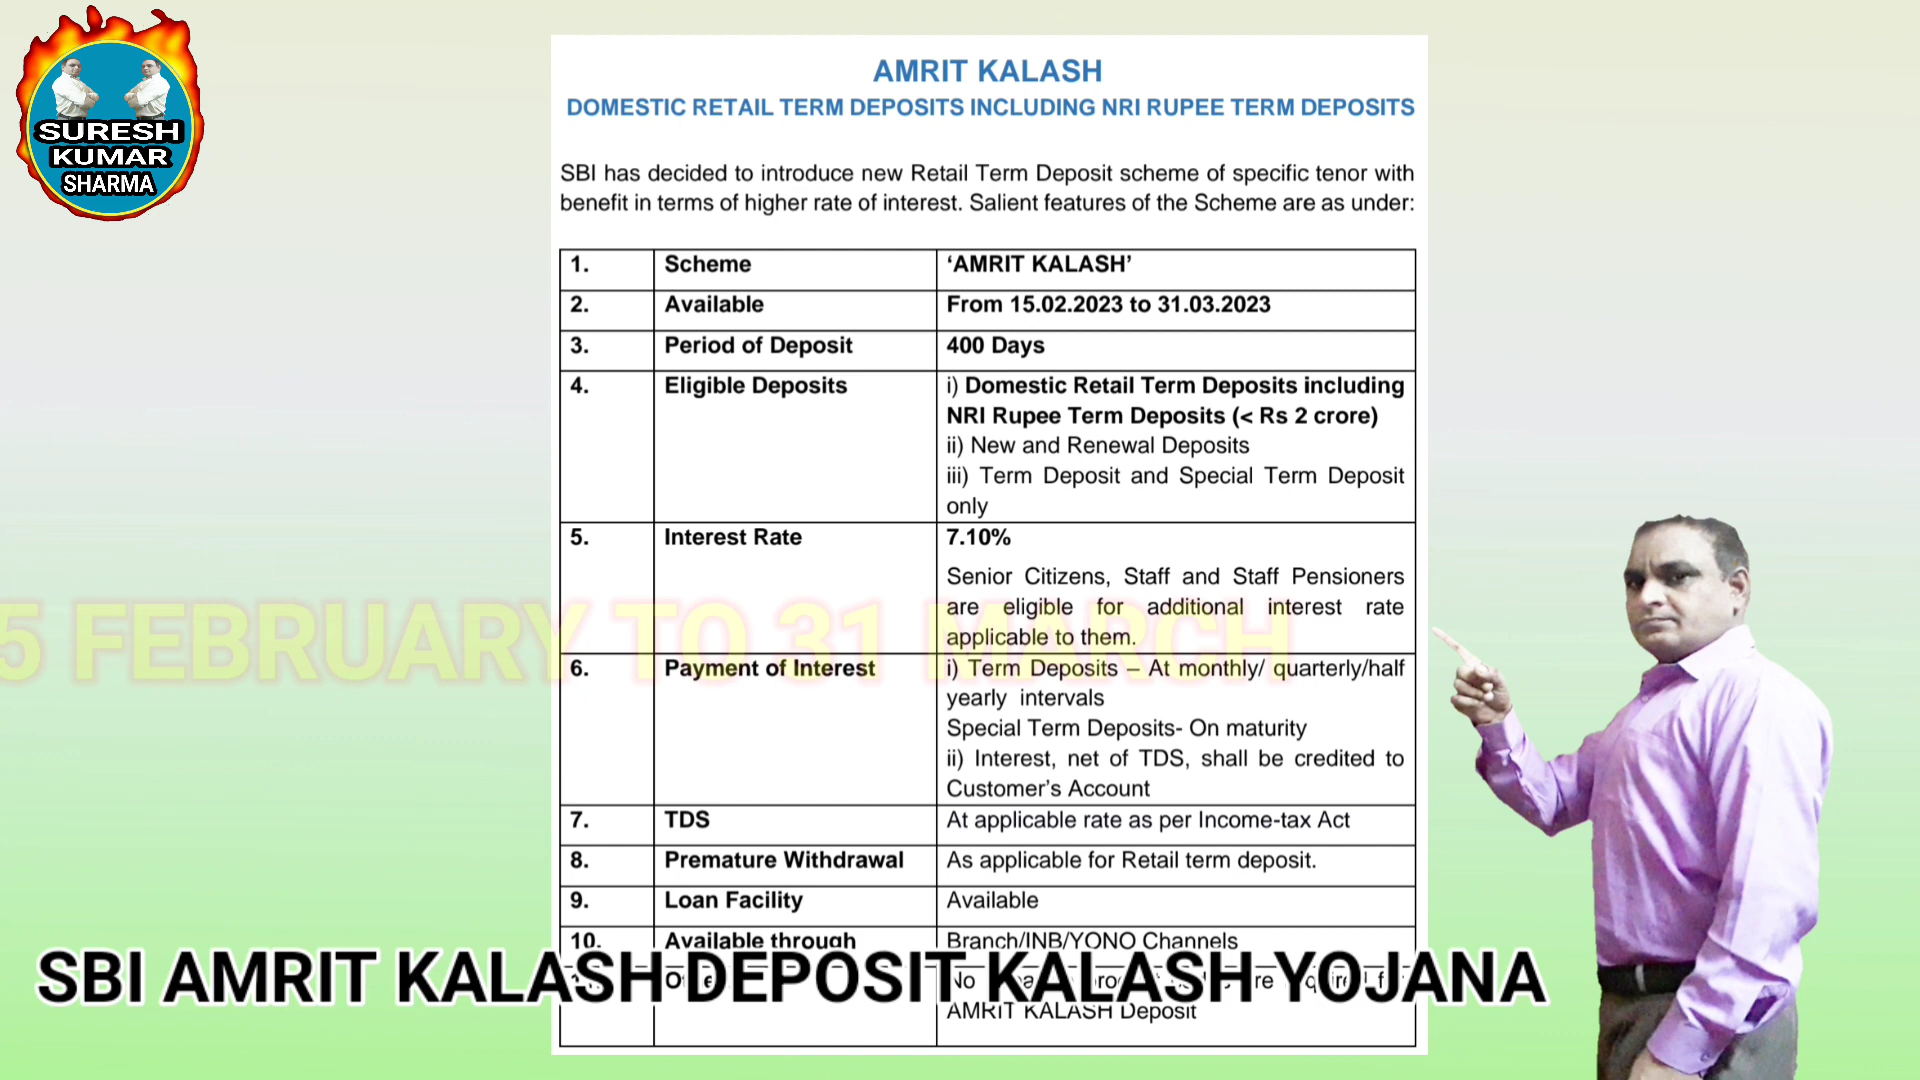 SURESH
KUMAR
SHARMA
AMRIT KALASH
DOMESTIC RETAIL TERM DEPOSITS INCLUDING NRI RUPEE TERM DEPOSITS
SBI has decided to introduce new Retail Term Deposit scheme of specific tenor with
benefit in terms of higher rate of interest. Salient features of the Scheme are as under:
1. Scheme ‘AMRIT KALASH’
2. Available From 15.02.2023 to 31.03.2023
3. Period of Deposit 400 Days
4. Eligible Deposits i) Domestic Retail Term Deposits including
NRI Rupee Term Deposits (< Rs 2 crore)
ii) New and Renewal Deposits
iii) Term Deposit and Special Term Deposit
only
5. Interest Rate 7.10%
Senior Citizens, Staff and Staff Pensioners
are eligible for additional interest rate
applicable to them.
5 FEBRUARY TO 31 MARCH
6. Payment of Interest i) Term Deposits – At monthly/ quarterly/half
yearly intervals
Special Term Deposits- On maturity
ii) Interest, net of TDS, shall be credited to
Customer’s Account
7. TDS At applicable rate as per Income-tax Act
8. Premature Withdrawal As applicable for Retail term deposit.
9. Loan Facility Available
10. Available through Branch/INB/YONO Channels
SBI AMRIT KALASH DEPOSIT KALASH YOJANA
No
AMRIT KALASH Deposit